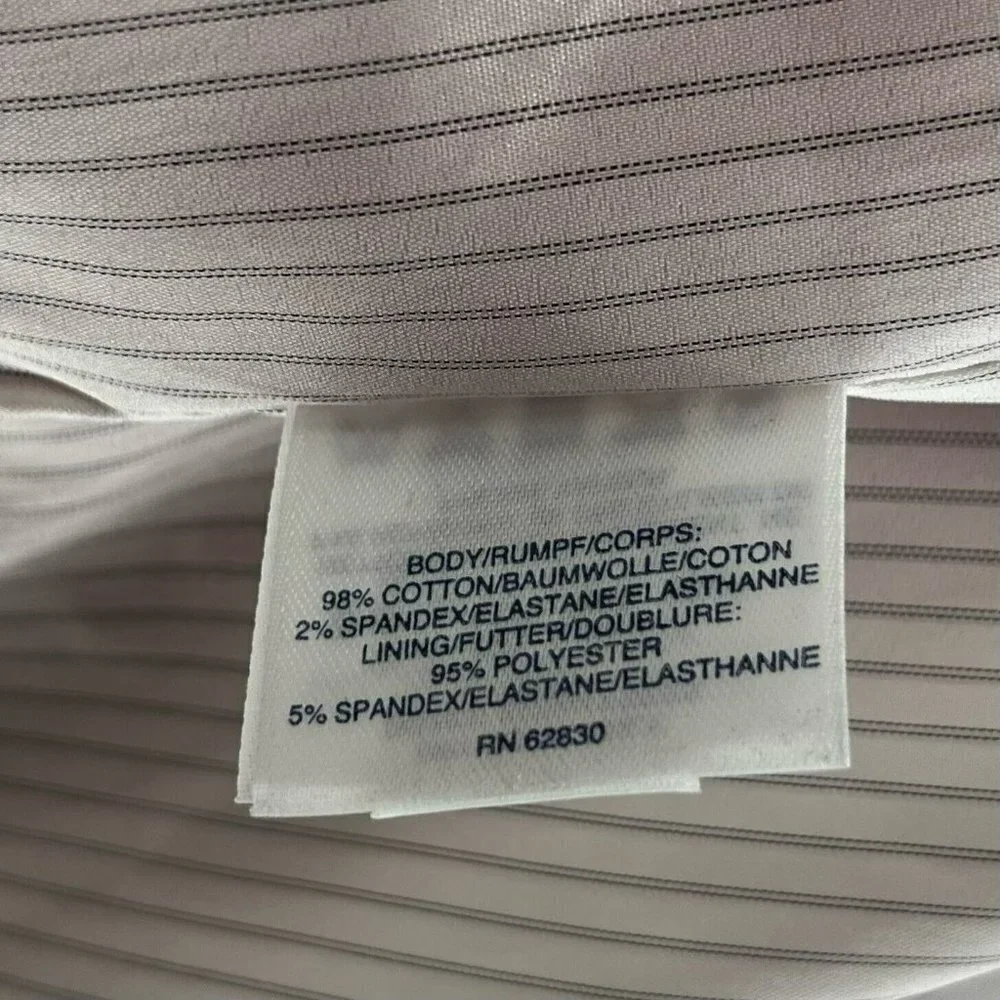 BODY/RUMPF/CORPS:
98% COTTON/BAUMWOLLE/COTON
2% SPANDEX/ELASTANE/ELASTHANNE
LINING/FUTTER/DOUBLURE:
95% POLYESTER
5% SPANDEX/ELASTANE/ELASTHANNE
RN 62830